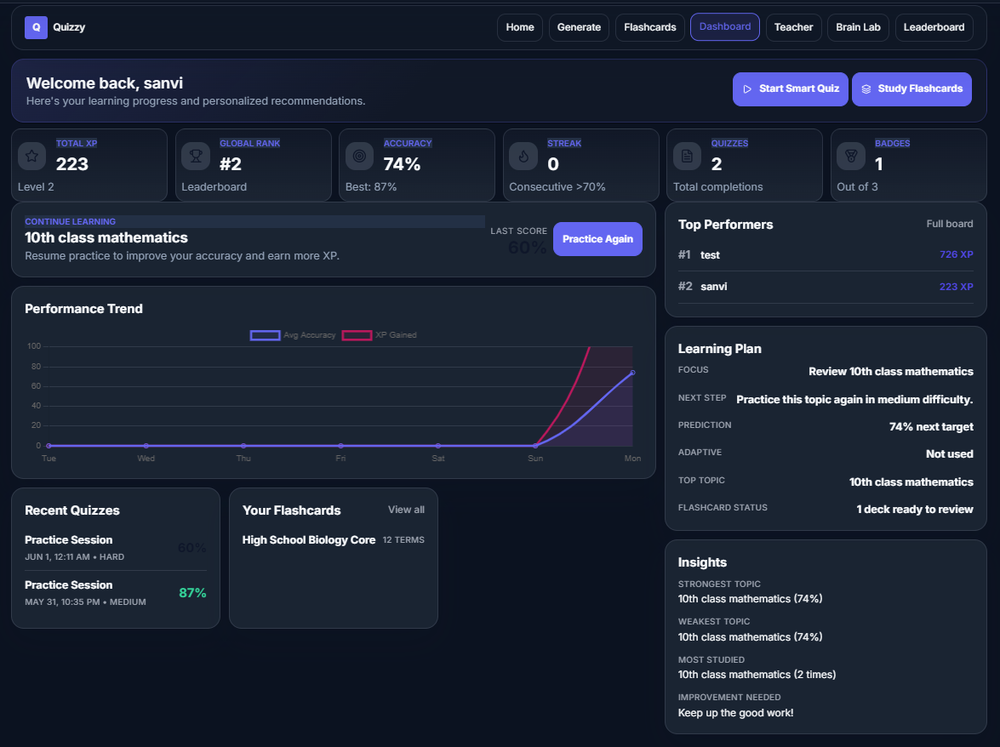 Q Quizzy
Home Generate Flashcards Dashboard Teacher Brain Lab Leaderboard
Welcome back, sanvi
Here's your learning progress and personalized recommendations.
Start Smart Quiz Study Flashcards
TOTAL XP
223
Level 2
GLOBAL RANK
#2
Leaderboard
ACCURACY
74%
Best: 87%
STREAK
0
Consecutive >70%
QUIZZES
2
Total completions
BADGES
1
Out of 3
CONTINUE LEARNING
10th class mathematics
Resume practice to improve your accuracy and earn more XP.
LAST SCORE
60%
Practice Again
Top Performers Full board
#1 test 726 XP
#2 sanvi 223 XP
Performance Trend
Avg Accuracy XP Gained
100
80
60
40
20
0
Tue Wed Thu Fri Sat Sun Mon
Learning Plan
FOCUS Review 10th class mathematics
NEXT STEP Practice this topic again in medium difficulty.
PREDICTION 74% next target
ADAPTIVE Not used
TOP TOPIC 10th class mathematics
FLASHCARD STATUS 1 deck ready to review
Recent Quizzes
Practice Session
JUN 1, 12:11 AM • HARD
60%
Practice Session
MAY 31, 10:35 PM • MEDIUM
87%
Your Flashcards View all
High School Biology Core 12 TERMS
Insights
STRONGEST TOPIC
10th class mathematics (74%)
WEAKEST TOPIC
10th class mathematics (74%)
MOST STUDIED
10th class mathematics (2 times)
IMPROVEMENT NEEDED
Keep up the good work!